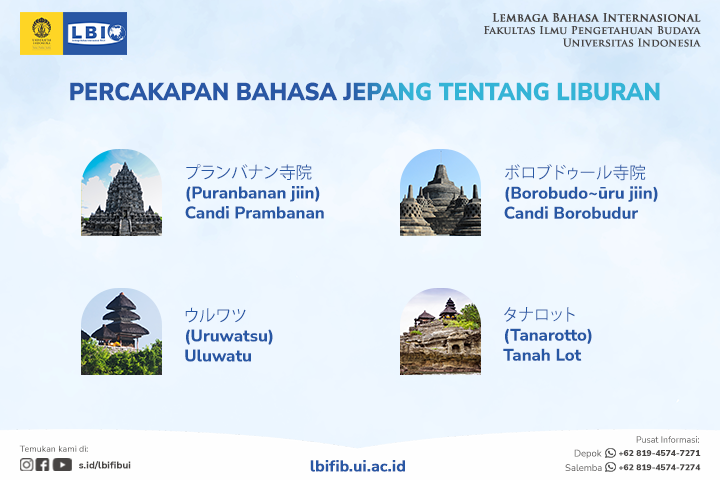 LBI
LEMBAGA BAHASA INTERNASIONAL
FAKULTAS ILMU PENGETAHUAN BUDAYA
UNIVERSITAS INDONESIA
PERCAKAPAN BAHASA JEPANG TENTANG LIBURAN
プランバナン寺院
(Puranbanan jiin)
Candi Prambanan
ボロブドゥール寺院
(Borobudo~ūru jiin)
Candi Borobudur
ウルワツ
(Uruwatsu)
Uluwatu
タナロット
(Tanarotto)
Tanah Lot
Temukan kami di:
s.id/lbifibui
lbifib.ui.ac.id
Pusat Informasi:
Depok +62 819-4574-7271
Salemba +62 819-4574-7274